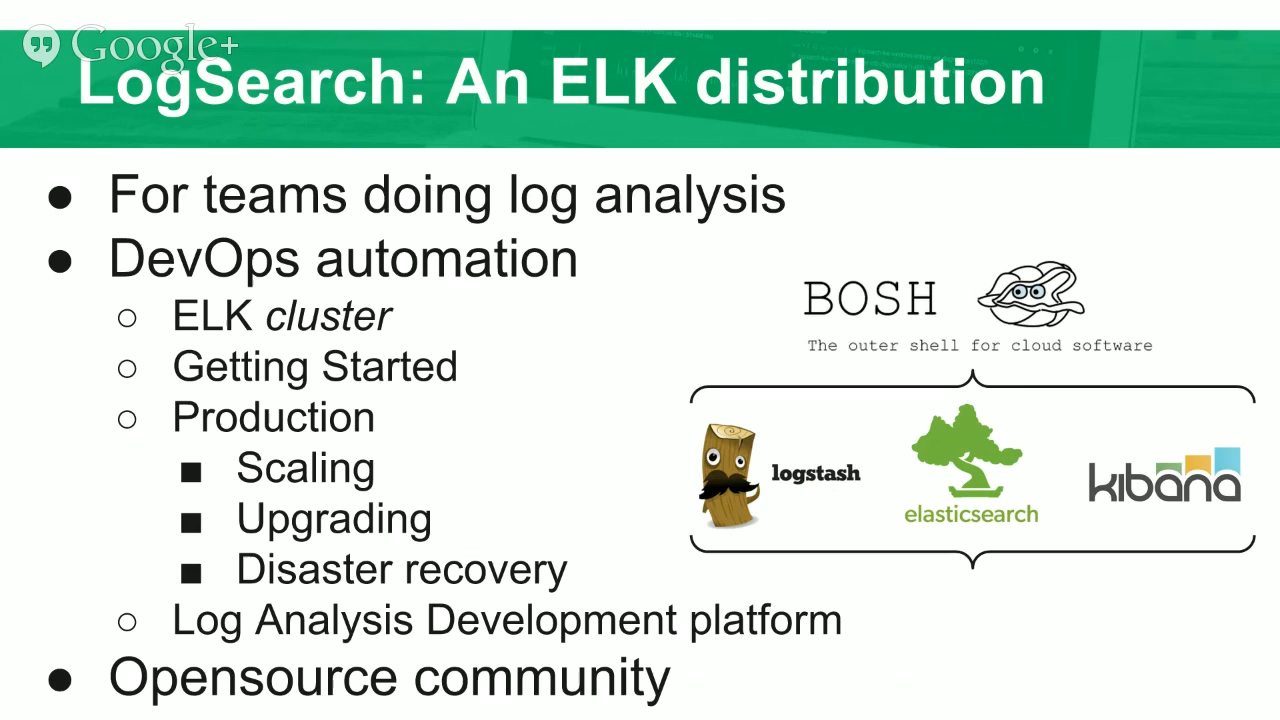 Google+
LogSearch: An ELK distribution
● For teams doing log analysis
● DevOps automation
○ ELK cluster
○ Getting Started
○ Production
■ Scaling
■ Upgrading
■ Disaster recovery
○ Log Analysis Development platform
● Opensource community
BOSH
The outer shell for cloud software
logstash
elasticsearch
kibana